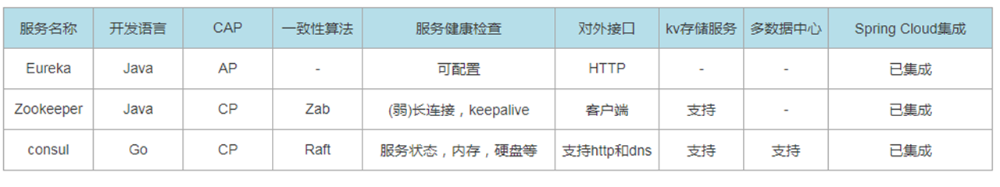 服务名称 开发语言 CAP 一致性算法 服务健康检查 对外接口 kv存储服务 多数据中心 Spring Cloud集成
Eureka Java AP - 可配置 HTTP - - 已集成
Zookeeper Java CP Zab (弱)长连接，keepalive 客户端 支持 - 已集成
consul Go CP Raft 服务状态，内存，硬盘等 支持http和dns 支持 支持 已集成